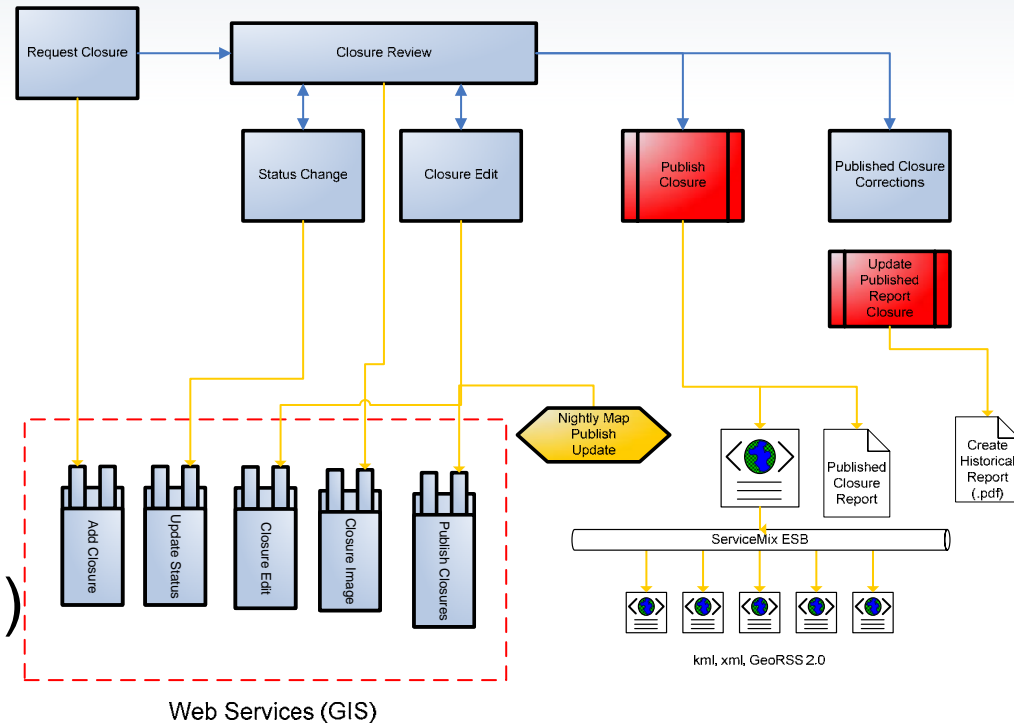 Request Closure
Closure Review
Status Change
Closure Edit
Publish
Closure
Published Closure
Corrections
Update
Published
Report
Closure
Nightly Map
Publish
Update
Published
Closure
Report
Create
Historical
Report
(.pdf)
Add Closure
Update Status
Closure Edit
Closure Image
Publish Closures
ServiceMix ESB
kml, xml, GeoRSS 2.0
)
Web Services (GIS)